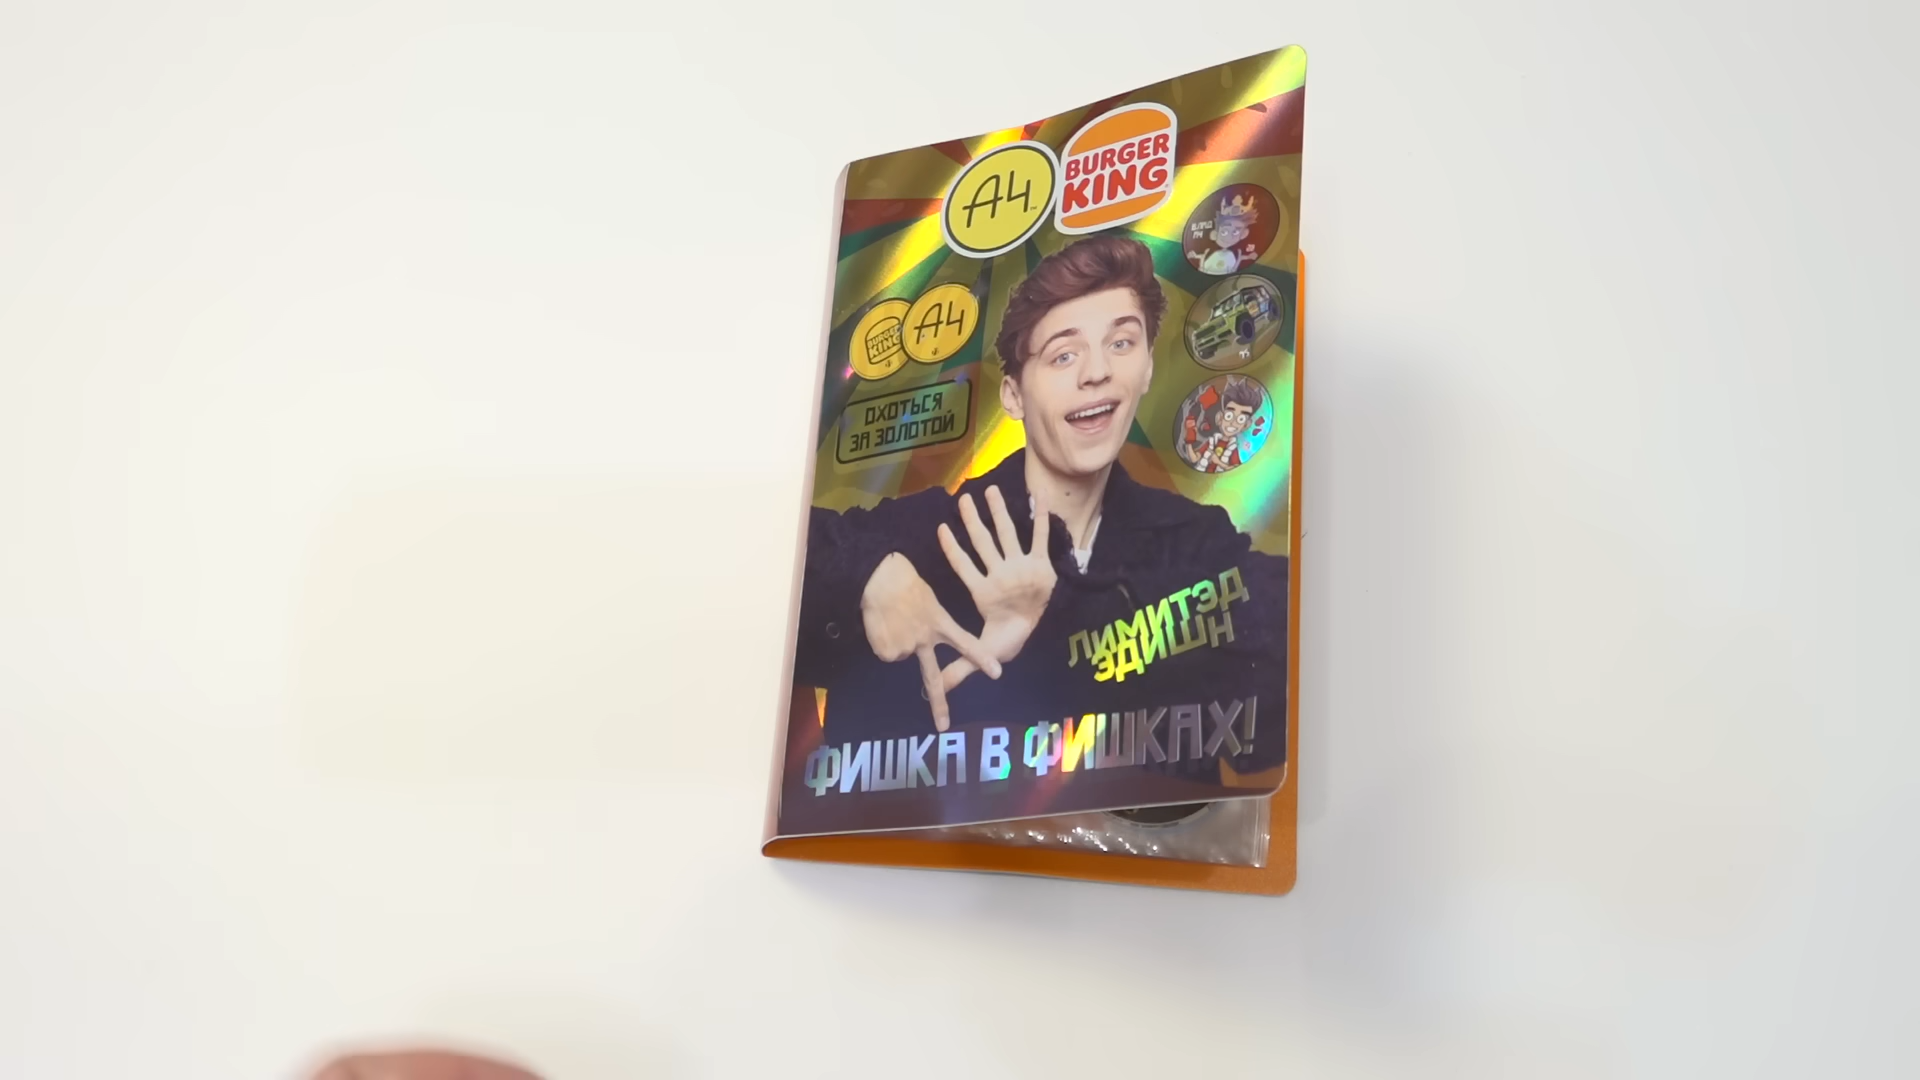 A4
BURGER
KING
BURGER
KING
A4
ОХОТЬСЯ
ЗА ЗОЛОТОЙ
ЛИМИТЭД
ЭДИШН
ФИШКА В ФИШКАХ!